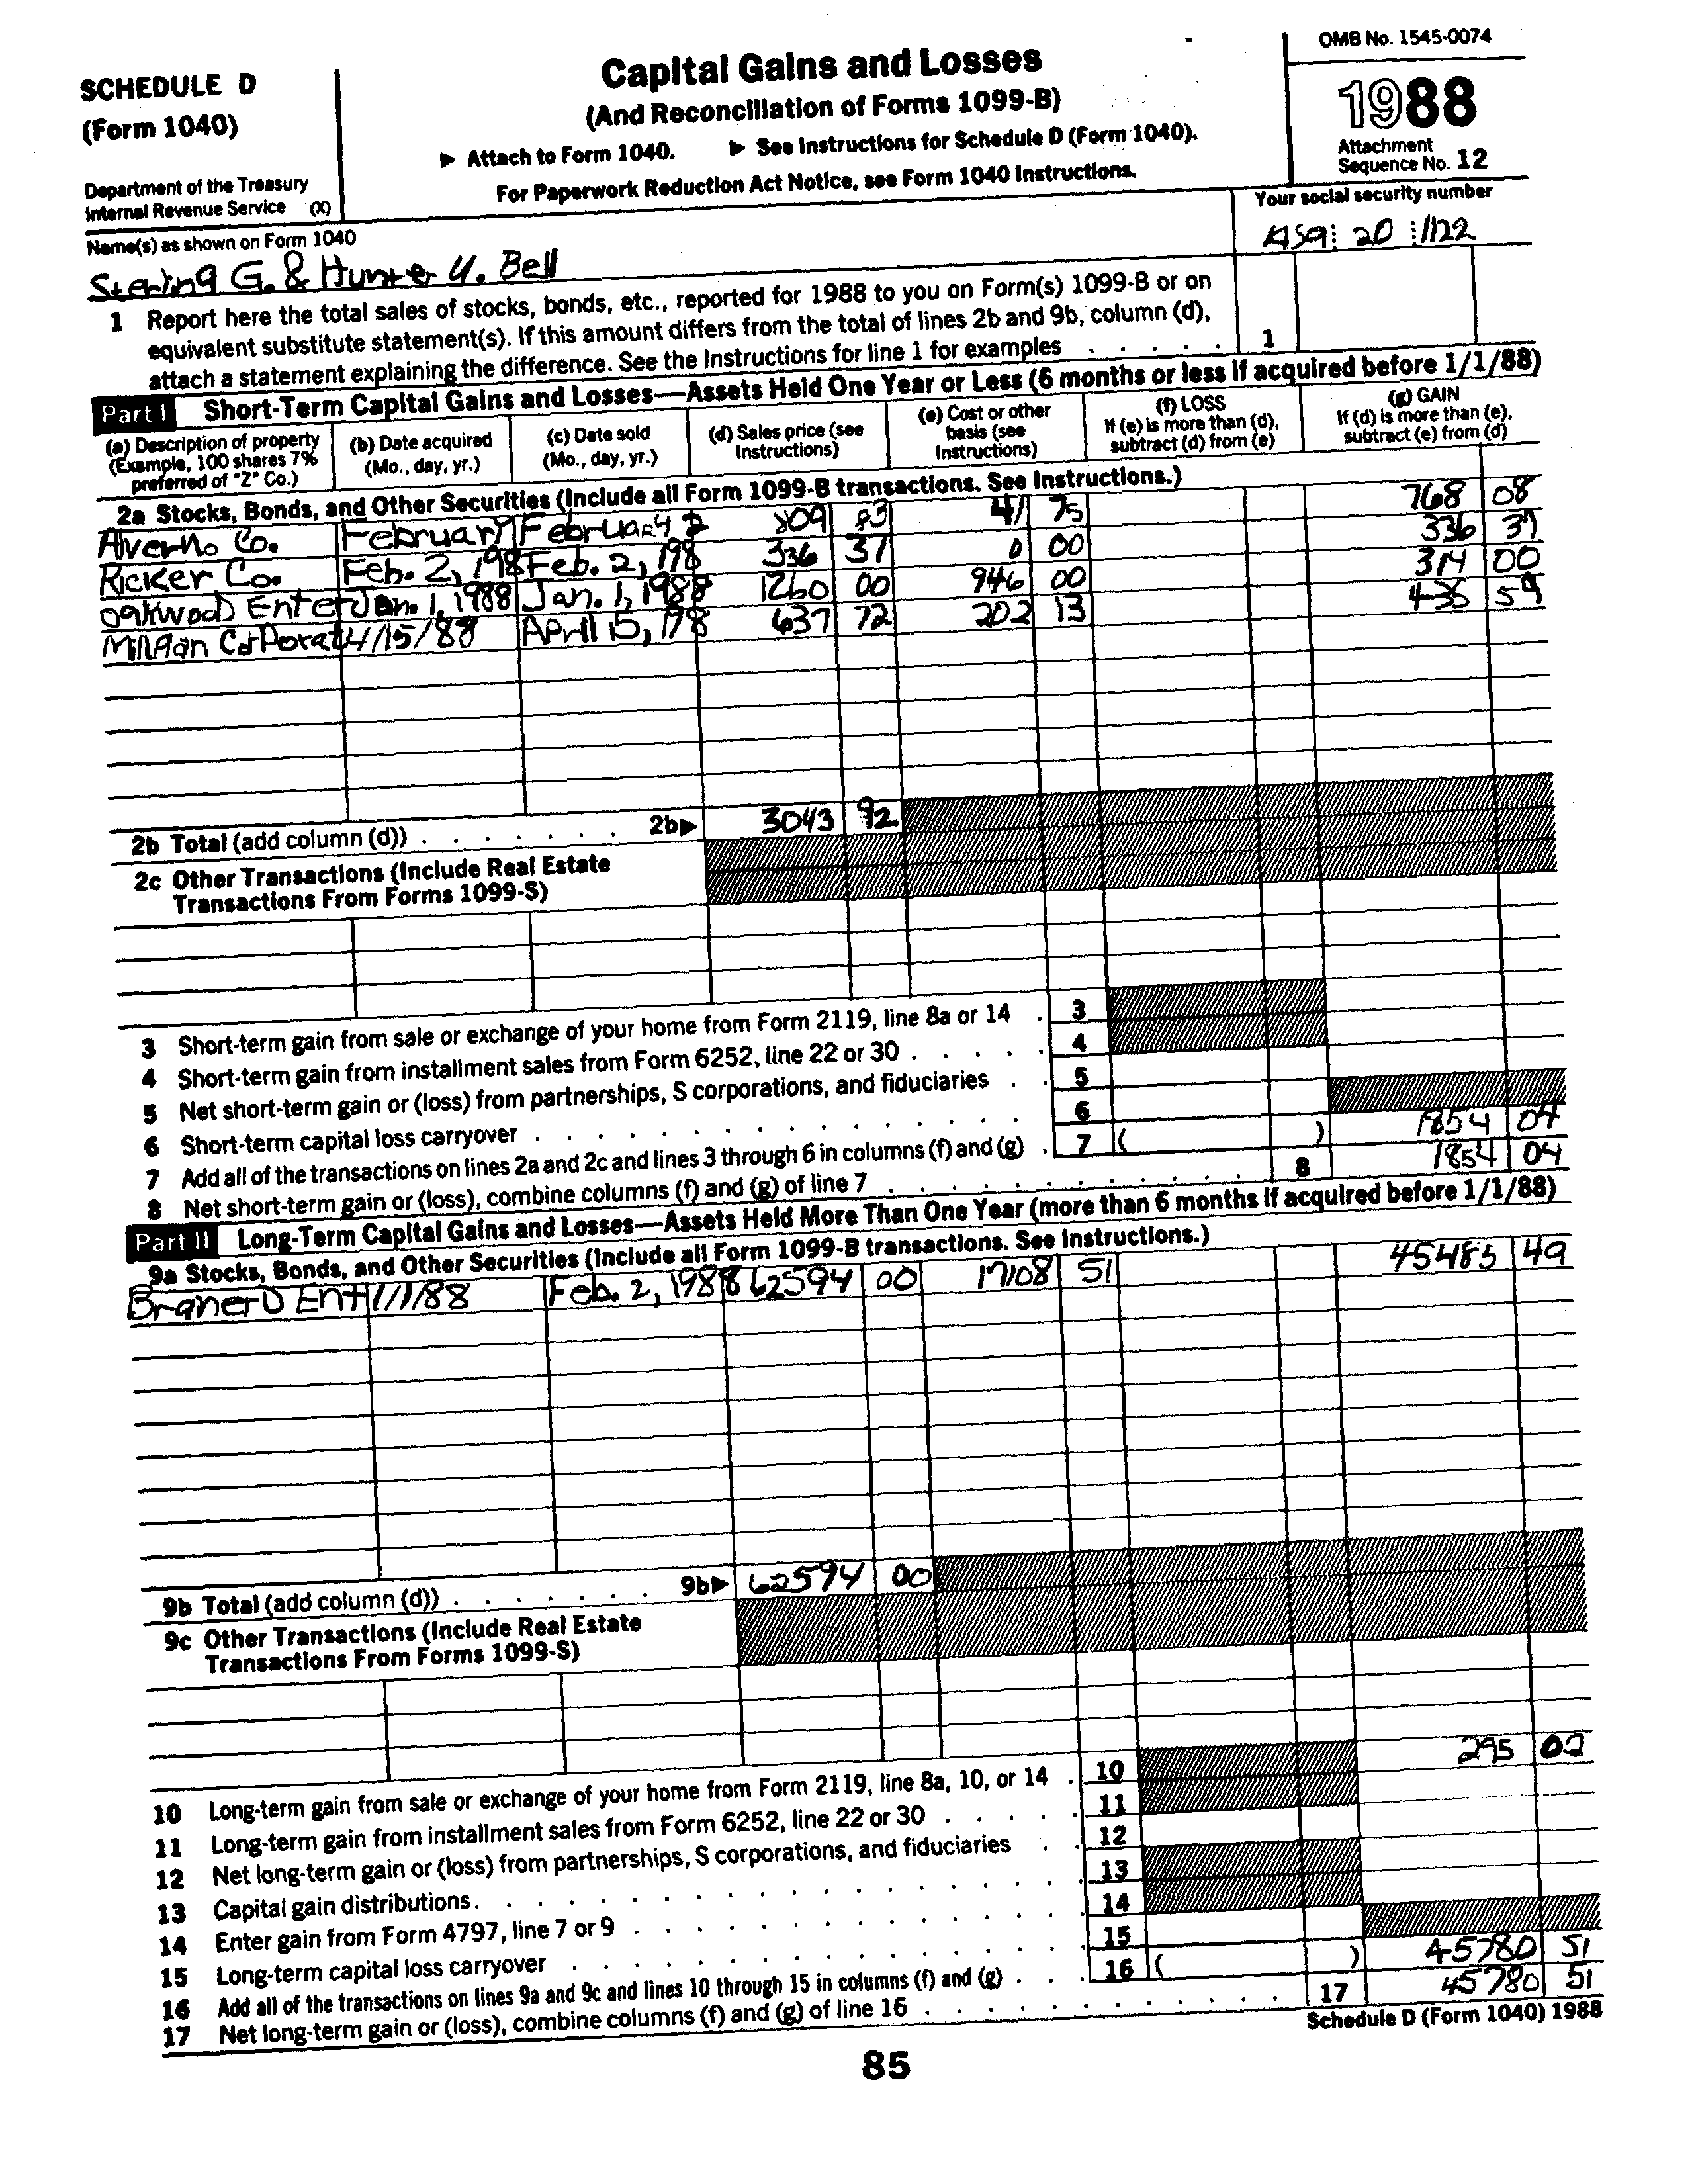 SCHEDULE D
(Form 1040)
Department of the Treasury
Internal Revenue Service (X)
Capital Gains and Losses
(And Reconciliation of Forms 1099-B)
▶ Attach to Form 1040. ▶ See Instructions for Schedule D (Form 1040).
For Paperwork Reduction Act Notice, see Form 1040 Instructions.
OMB No. 1545-0074
1988
Attachment
Sequence No. 12
Name(s) as shown on Form 1040
Sterling G. & Hunter U. Bell
Your social security number
20 1122
1 Report here the total sales of stocks, bonds, etc., reported for 1988 to you on Form(s) 1099-B or on
equivalent substitute statement(s). If this amount differs from the total of lines 2b and 9b, column (d),
attach a statement explaining the difference. See the Instructions for line 1 for examples . . . . . 1
Part I Short-Term Capital Gains and Losses—Assets Held One Year or Less (6 months or less if acquired before 1/1/88)
(a) Description of property
(Example, 100 shares 7%
preferred of "Z" Co.)
(b) Date acquired
(Mo., day, yr.)
(c) Date sold
(Mo., day, yr.)
(d) Sales price (see
Instructions)
(e) Cost or other
basis (see
Instructions)
(f) LOSS
If (e) is more than (d),
subtract (d) from (e)
(g) GAIN
If (d) is more than (e),
subtract (e) from (d)
2a Stocks, Bonds, and Other Securities (Include all Form 1099-B transactions. See Instructions.)
Alverno Co. February February 2 809 83 41 75 768 08
Ricker Co. Feb. 2, 198 Feb. 2, 198 336 37 0 00 336 37
Oakwood Enter Jan. 1, 1988 Jan. 1, 1988 1260 00 946 00 314 00
Milgan Corporat 4/15/88 April 15, 198 637 72 202 13 435 59
2b Total (add column (d)) . . . . . . . 2b▶ 3043 92
2c Other Transactions (Include Real Estate
Transactions From Forms 1099-S)
3 Short-term gain from sale or exchange of your home from Form 2119, line 8a or 14 . 3
4 Short-term gain from installment sales from Form 6252, line 22 or 30 . . . . . 4
5 Net short-term gain or (loss) from partnerships, S corporations, and fiduciaries . . 5
6 Short-term capital loss carryover . . . . . . . . . . . . . . 6
7 Add all of the transactions on lines 2a and 2c and lines 3 through 6 in columns (f) and (g) . 7 ( ) 1854 04
8 Net short-term gain or (loss), combine columns (f) and (g) of line 7 . . . . . . . . . . . . 8 1854 04
Part II Long-Term Capital Gains and Losses—Assets Held More Than One Year (more than 6 months if acquired before 1/1/88)
9a Stocks, Bonds, and Other Securities (Include all Form 1099-B transactions. See Instructions.)
Branerd Ent 1/1/88 Feb. 2, 1988 62594 00 17108 51 45485 49
9b Total (add column (d)) . . . . . . . 9b▶ 62594 00
9c Other Transactions (Include Real Estate
Transactions From Forms 1099-S)
10 Long-term gain from sale or exchange of your home from Form 2119, line 8a, 10, or 14 . 10 295 02
11 Long-term gain from installment sales from Form 6252, line 22 or 30 . . . . . 11
12 Net long-term gain or (loss) from partnerships, S corporations, and fiduciaries . . 12
13 Capital gain distributions . . . . . . . . . . . . . . . . 13
14 Enter gain from Form 4797, line 7 or 9 . . . . . . . . . . . . 14
15 Long-term capital loss carryover . . . . . . . . . . . . . . 15
16 Add all of the transactions on lines 9a and 9c and lines 10 through 15 in columns (f) and (g) . . . 16 ( ) 45780 51
17 Net long-term gain or (loss), combine columns (f) and (g) of line 16 . . . . . . . . . . . 17 45780 51
Schedule D (Form 1040) 1988
85